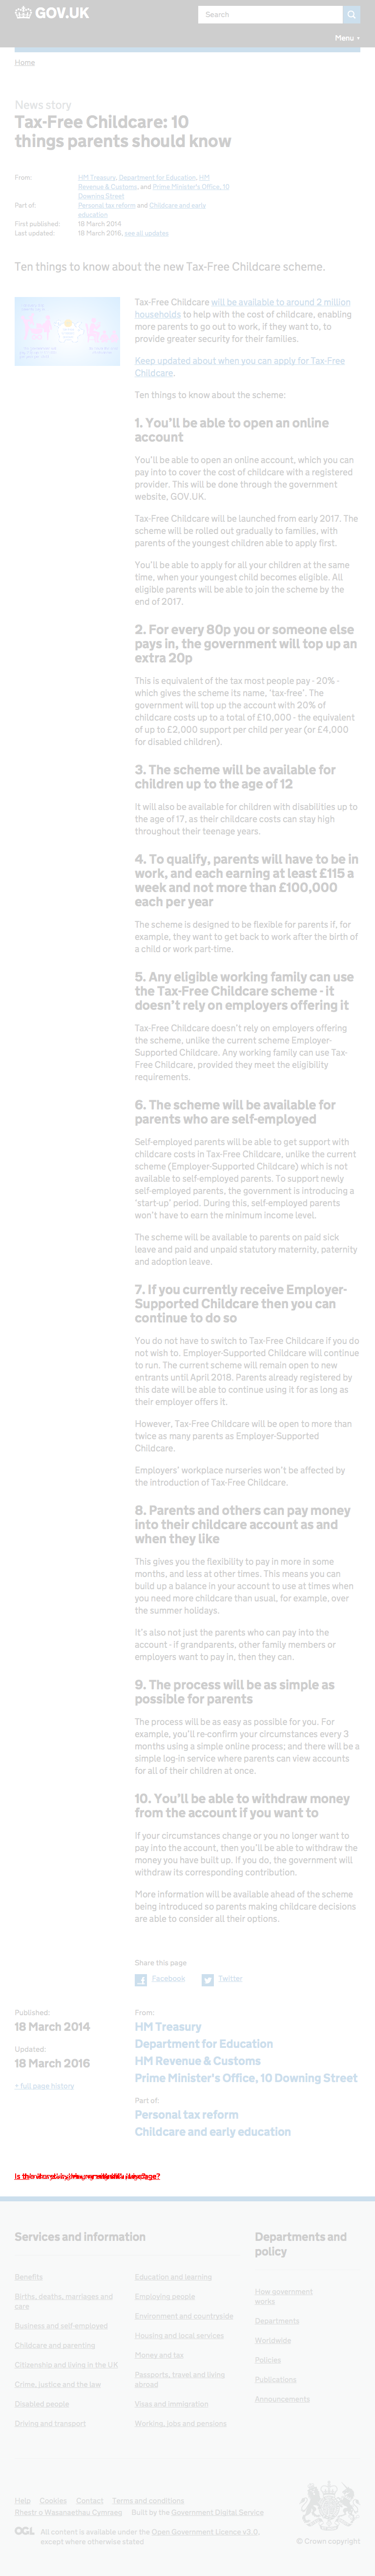 GOV.UK
Search
Menu
Home
News story
Tax-Free Childcare: 10
things parents should know
From:
HM Treasury, Department for Education, HM
Revenue & Customs, and Prime Minister's Office, 10
Downing Street
Part of:
Personal tax reform and Childcare and early
education
First published:
18 March 2014
Last updated:
18 March 2016, see all updates
Ten things to know about the new Tax-Free Childcare scheme.
Tax-Free Childcare will be available to around 2 million
households to help with the cost of childcare, enabling
more parents to go out to work, if they want to, to
provide greater security for their families.
Keep updated about when you can apply for Tax-Free
Childcare.
Ten things to know about the scheme:
1. You'll be able to open an online
account
You'll be able to open an online account, which you can
pay into to cover the cost of childcare with a registered
provider. This will be done through the government
website, GOV.UK.
Tax-Free Childcare will be launched from early 2017. The
scheme will be rolled out gradually to families, with
parents of the youngest children able to apply first.
You'll be able to apply for all your children at the same
time, when your youngest child becomes eligible. All
eligible parents will be able to join the scheme by the
end of 2017.
2. For every 80p you or someone else
pays in, the government will top up an
extra 20p
This is equivalent of the tax most people pay - 20% -
which gives the scheme its name, 'tax-free'. The
government will top up the account with 20% of
childcare costs up to a total of £10,000 - the equivalent
of up to £2,000 support per child per year (or £4,000
for disabled children).
3. The scheme will be available for
children up to the age of 12
It will also be available for children with disabilities up to
the age of 17, as their childcare costs can stay high
throughout their teenage years.
4. To qualify, parents will have to be in
work, and each earning at least £115 a
week and not more than £100,000
each per year
The scheme is designed to be flexible for parents if, for
example, they want to get back to work after the birth of
a child or work part-time.
5. Any eligible working family can use
the Tax-Free Childcare scheme - it
doesn't rely on employers offering it
Tax-Free Childcare doesn't rely on employers offering
the scheme, unlike the current scheme Employer-
Supported Childcare. Any working family can use Tax-
Free Childcare, provided they meet the eligibility
requirements.
6. The scheme will be available for
parents who are self-employed
Self-employed parents will be able to get support with
childcare costs in Tax-Free Childcare, unlike the current
scheme (Employer-Supported Childcare) which is not
available to self-employed parents. To support newly
self-employed parents, the government is introducing a
'start-up' period. During this, self-employed parents
won't have to earn the minimum income level.
The scheme will be available to parents on paid sick
leave and paid and unpaid statutory maternity, paternity
and adoption leave.
7. If you currently receive Employer-
Supported Childcare then you can
continue to do so
You do not have to switch to Tax-Free Childcare if you do
not wish to. Employer-Supported Childcare will continue
to run. The current scheme will remain open to new
entrants until April 2018. Parents already registered by
this date will be able to continue using it for as long as
their employer offers it.
However, Tax-Free Childcare will be open to more than
twice as many parents as Employer-Supported
Childcare.
Employers' workplace nurseries won't be affected by
the introduction of Tax-Free Childcare.
8. Parents and others can pay money
into their childcare account as and
when they like
This gives you the flexibility to pay in more in some
months, and less at other times. This means you can
build up a balance in your account to use at times when
you need more childcare than usual, for example, over
the summer holidays.
It's also not just the parents who can pay into the
account - if grandparents, other family members or
employers want to pay in, then they can.
9. The process will be as simple as
possible for parents
The process will be as easy as possible for you. For
example, you'll re-confirm your circumstances every 3
months using a simple online process; and there will be a
simple log-in service where parents can view accounts
for all of their children at once.
10. You'll be able to withdraw money
from the account if you want to
If your circumstances change or you no longer want to
pay into the account, then you'll be able to withdraw the
money you have built up. If you do, the government will
withdraw its corresponding contribution.
More information will be available ahead of the scheme
being introduced so parents making childcare decisions
are able to consider all their options.
Share this page
Facebook
Twitter
Published:
18 March 2014
Updated:
18 March 2016
+ full page history
From:
HM Treasury
Department for Education
HM Revenue & Customs
Prime Minister's Office, 10 Downing Street
Part of:
Personal tax reform
Childcare and early education
Services and information
Benefits
Births, deaths, marriages and
care
Business and self-employed
Childcare and parenting
Citizenship and living in the UK
Crime, justice and the law
Disabled people
Driving and transport
Education and learning
Employing people
Environment and countryside
Housing and local services
Money and tax
Passports, travel and living
abroad
Visas and immigration
Working, jobs and pensions
Departments and
policy
How government
works
Departments
Worldwide
Policies
Publications
Announcements
Help Cookies Contact Terms and conditions
Rhestr o Wasanaethau Cymraeg Built by the Government Digital Service
OGL All content is available under the Open Government Licence v3.0,
except where otherwise stated
© Crown copyright